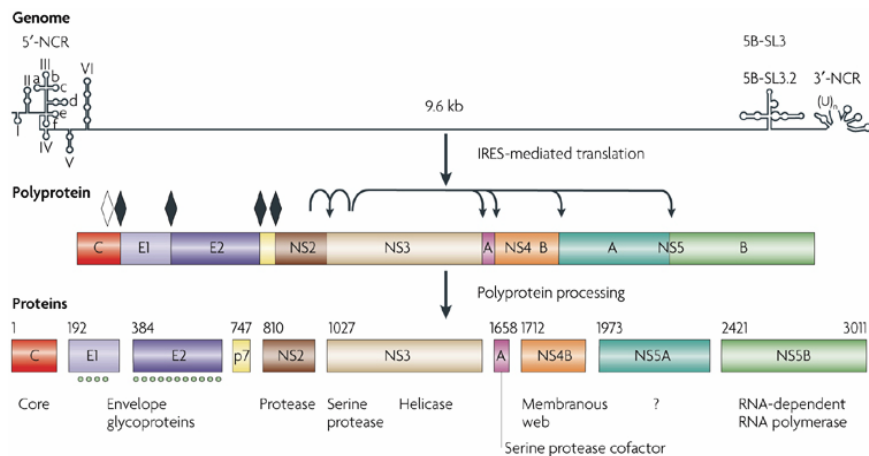 Genome
5′-NCR
III
VI
II
a
b
c
d
e
f
I
IV
V
9.6 kb
5B-SL3
5B-SL3.2
3′-NCR
(U)n
IRES-mediated translation
Polyprotein
C E1 E2 NS2 NS3 A NS4 B A NS5 B
Polyprotein processing
Proteins
1 192 384 747 810 1027 1658 1712 1973 2421 3011
C E1 E2 p7 NS2 NS3 A NS4B NS5A NS5B
Core
Envelope
glycoproteins
Protease
Serine
protease
Helicase
Membranous
web
?
RNA-dependent
RNA polymerase
Serine protease cofactor